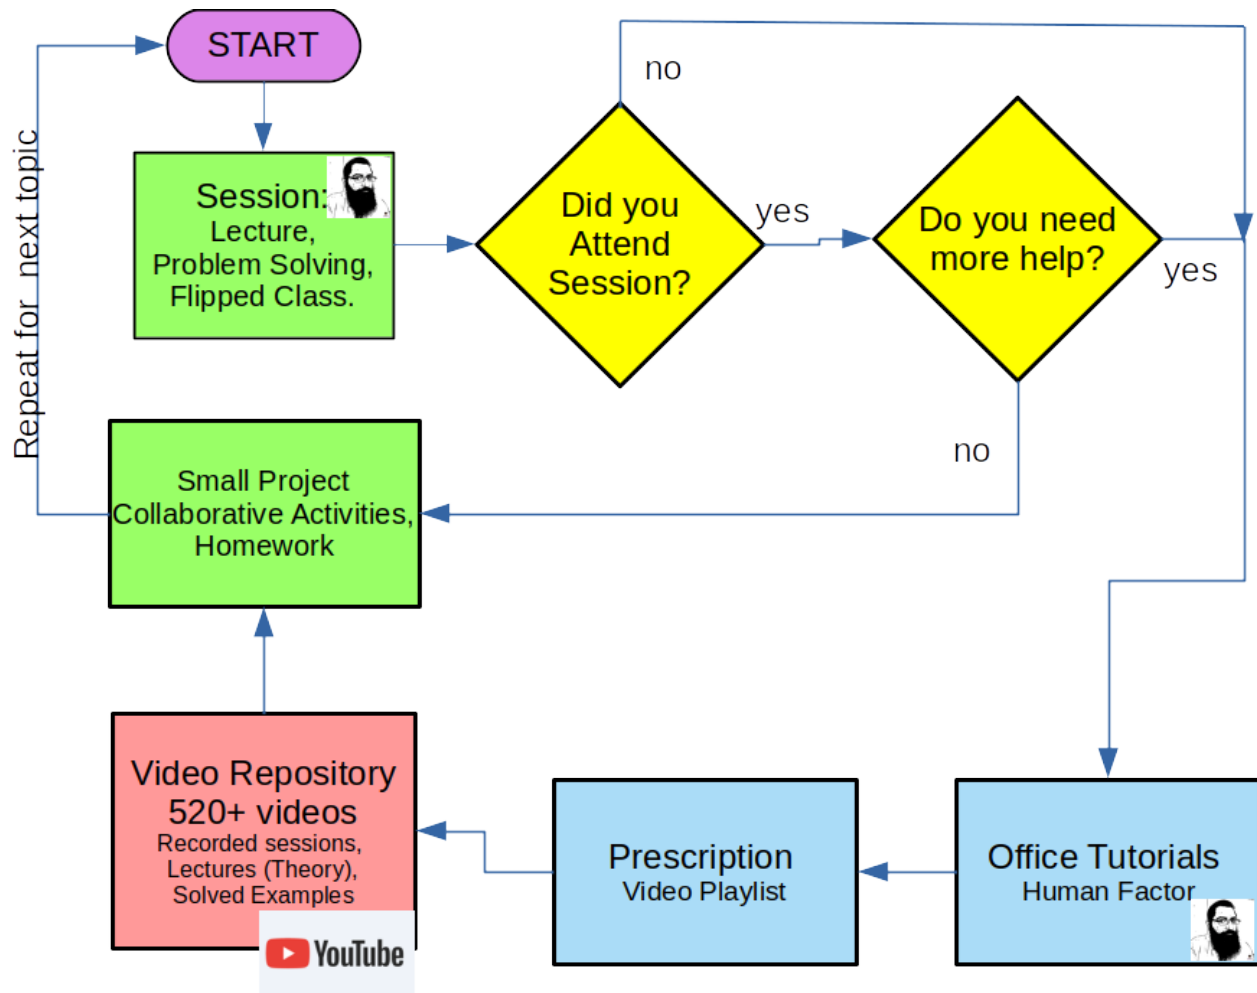 START
no
Session:
Lecture,
Problem Solving,
Flipped Class.
Did you
Attend
Session?
yes
Do you need
more help?
yes
no
Repeat for next topic
Small Project
Collaborative Activities,
Homework
Video Repository
520+ videos
Recorded sessions,
Lectures (Theory),
Solved Examples
YouTube
Prescription
Video Playlist
Office Tutorials
Human Factor